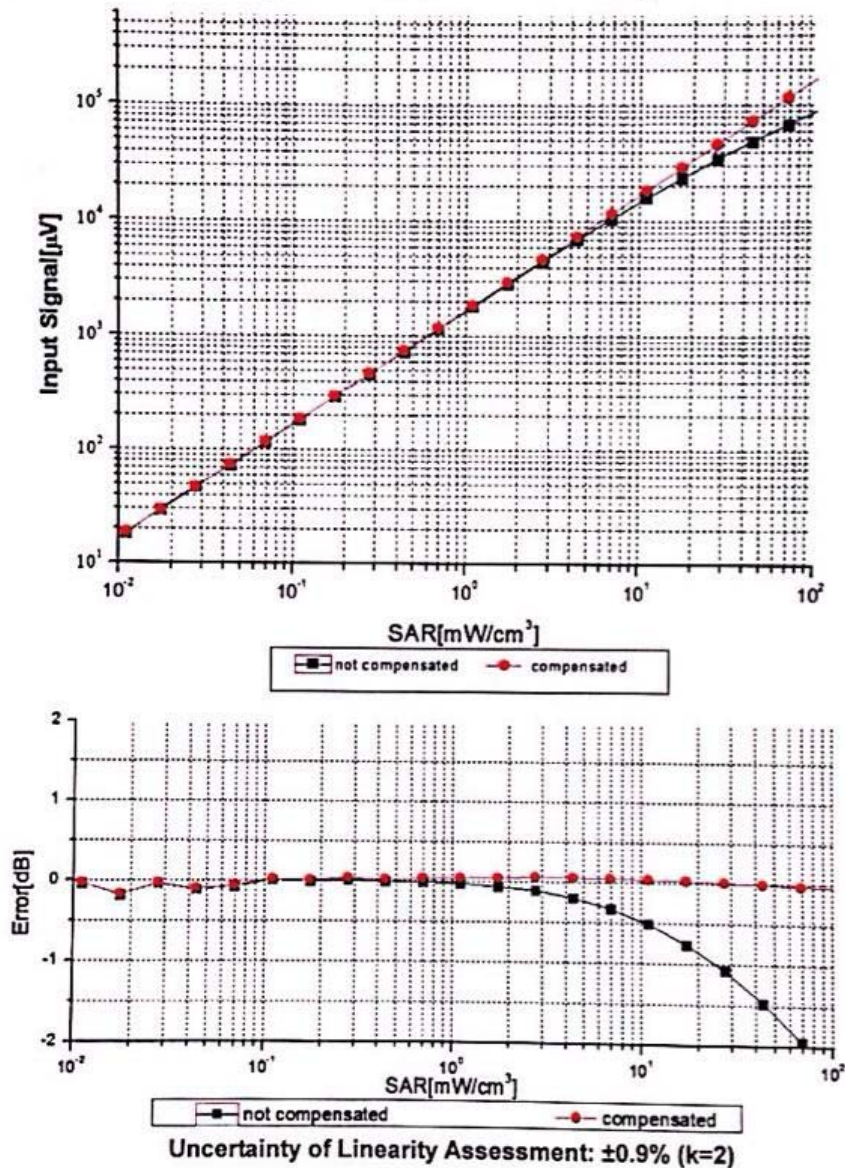 10⁵
10⁴
10³
10²
10¹
Input Signal[µV]
10⁻² 10⁻¹ 10⁰ 10¹ 10²
SAR[mW/cm³]
not compensated compensated
2
1
0
-1
-2
Error[dB]
10⁻² 10⁻¹ 10⁰ 10¹ 10²
SAR[mW/cm³]
not compensated compensated
Uncertainty of Linearity Assessment: ±0.9% (k=2)